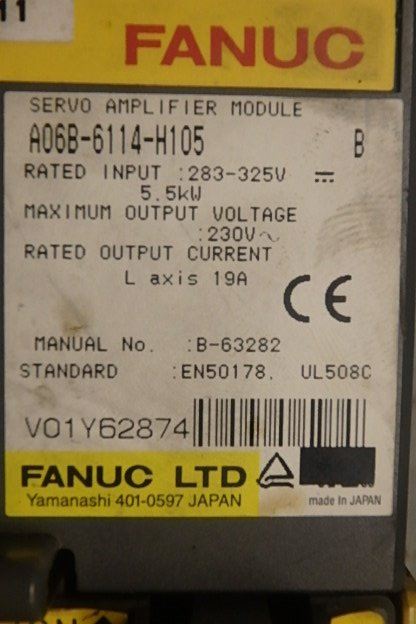 11
FANUC
SERVO AMPLIFIER MODULE
A06B-6114-H105 B
RATED INPUT :283-325V ⎓
5.5kW
MAXIMUM OUTPUT VOLTAGE
:230V~
RATED OUTPUT CURRENT
L axis 19A
CE
MANUAL No. :B-63282
STANDARD :EN50178. UL508C
V01Y62874
FANUC LTD
Yamanashi 401-0597 JAPAN
made in JAPAN